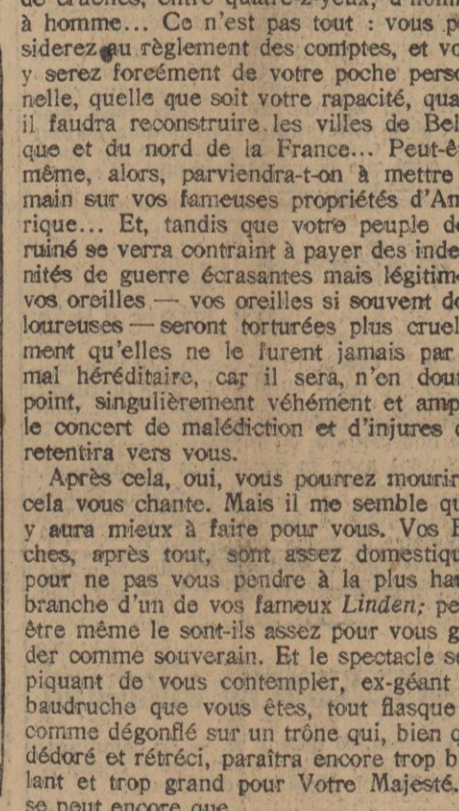 à homme... Ce n'est pas tout : vous p
siderez au règlement des comptes, et vo
y serez forcément de votre poche perso
nelle, quelle que soit votre rapacité, qua
il faudra reconstruire les villes de Bel
que et du nord de la France... Peut-ê
même, alors, parviendra-t-on à mettre
main sur vos fameuses propriétés d'Am
rique... Et, tandis que votre peuple dé
ruiné se verra contraint à payer des inde
nités de guerre écrasantes mais légitime
vos oreilles — vos oreilles si souvent do
loureuses — seront torturées plus cruel
ment qu'elles ne le furent jamais par
mal héréditaire, car il sera, n'en dout
point, singulièrement véhément et amp
le concert de malédiction et d'injures q
retentira vers vous.
Après cela, oui, vous pourrez mourir
cela vous chante. Mais il me semble qu
y aura mieux à faire pour vous. Vos B
ches, après tout, sont assez domestiqu
pour ne pas vous pendre à la plus hau
branche d'un de vos fameux Linden; pe
être même le sont-ils assez pour vous g
der comme souverain. Et le spectacle se
piquant de vous contempler, ex-géant
baudruche que vous êtes, tout flasque
comme dégonflé sur un trône qui, bien q
dédoré et rétréci, paraîtra encore trop b
lant et trop grand pour Votre Majesté.
se peut encore que